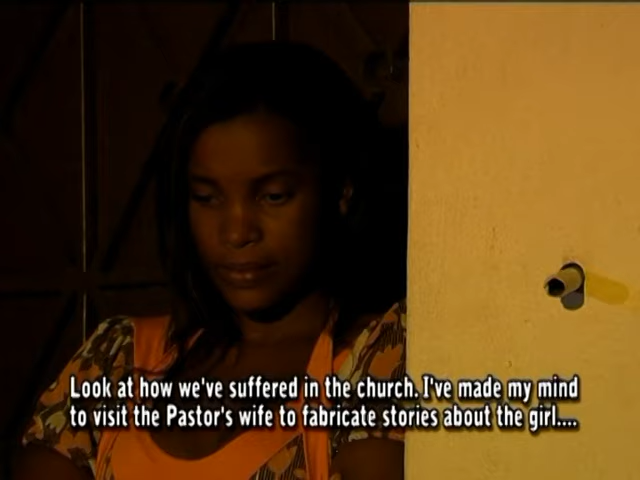 Look at how we've suffered in the church. I've made my mind
to visit the Pastor's wife to fabricate stories about the girl....